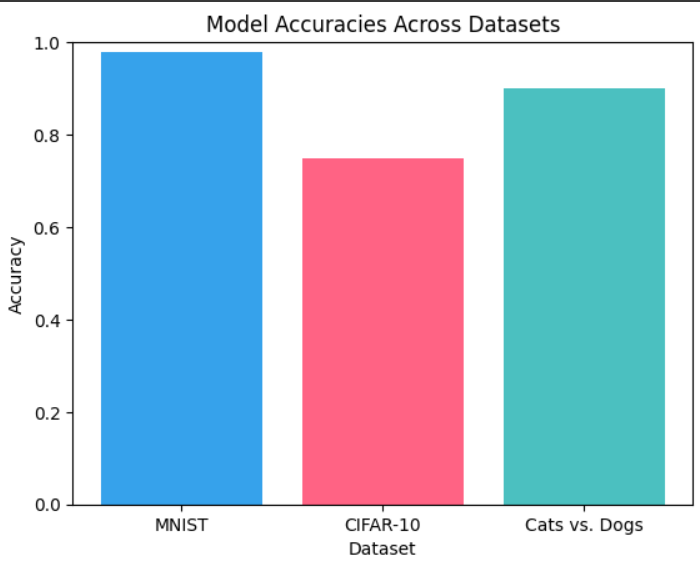 Model Accuracies Across Datasets
1.0
0.8
0.6
0.4
0.2
0.0
Accuracy
MNIST CIFAR-10 Cats vs. Dogs
Dataset